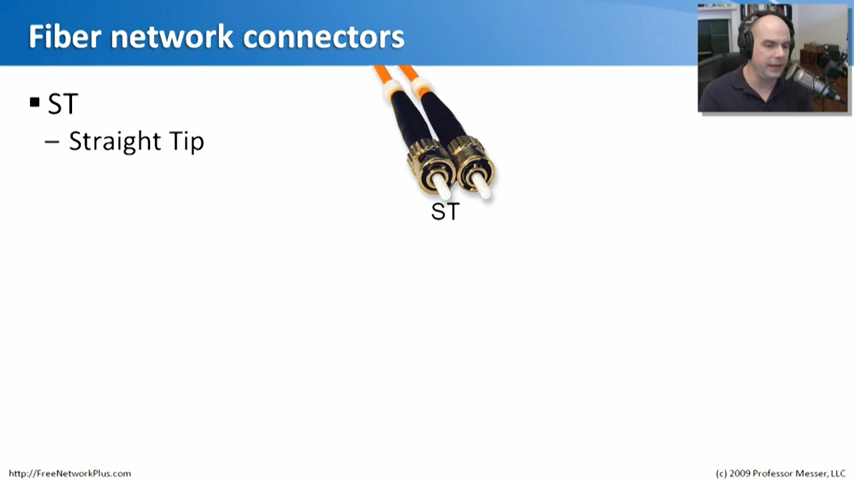 Fiber network connectors
▪ ST
– Straight Tip
ST
http://FreeNetworkPlus.com
(c) 2009 Professor Messer, LLC